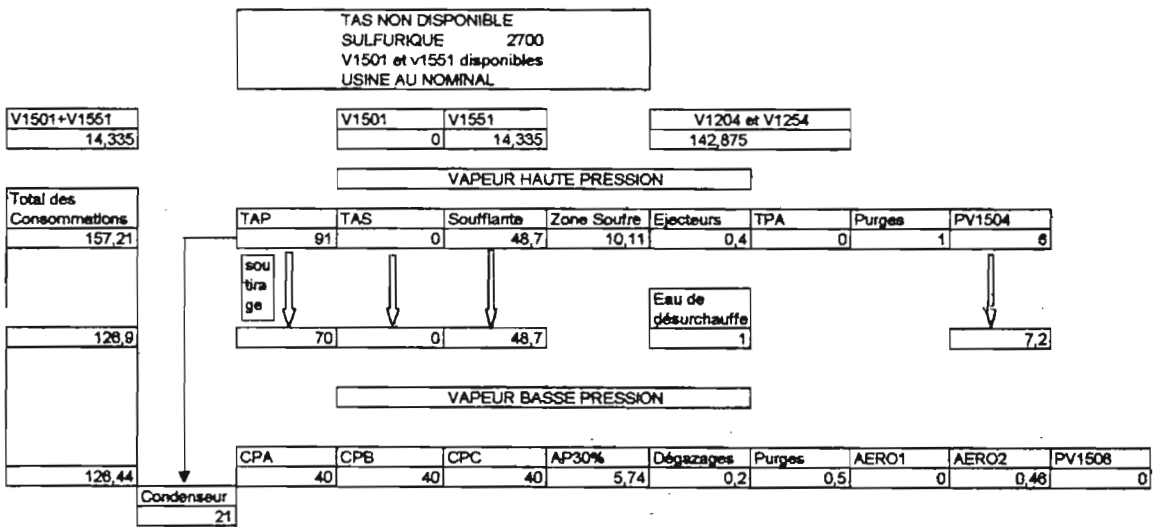 TAS NON DISPONIBLE
SULFURIQUE 2700
V1501 et v1551 disponibles
USINE AU NOMINAL
V1501+V1551 V1501 V1551 V1204 et V1254
14,335 0 14,335 142,875
VAPEUR HAUTE PRESSION
Total des
Consommations TAP TAS Soufflante Zone Soufre Ejecteurs TPA Purges PV1504
157,21 91 0 48,7 10,11 0,4 0 1 6
sou
tira
ge
Eau de
désurchauffe
126,9 70 0 48,7 1 7,2
VAPEUR BASSE PRESSION
CPA CPB CPC AP30% Dégazages Purges AERO1 AERO2 PV1506
126,44 40 40 40 5,74 0,2 0,5 0 0,46 0
Condenseur
21